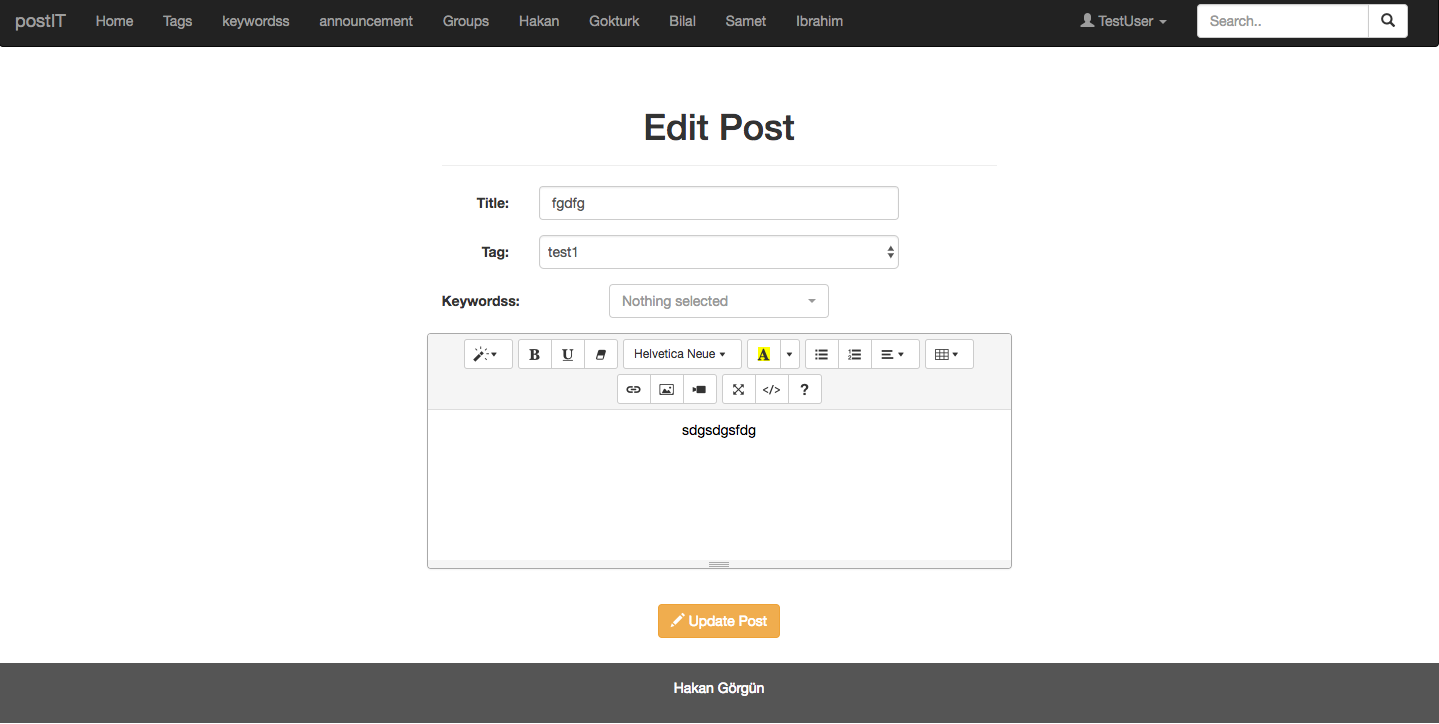 postIT Home Tags keywordss announcement Groups Hakan Gokturk Bilal Samet Ibrahim TestUser Search..
Edit Post
Title: fgdfg
Tag: test1
Keywordss: Nothing selected
B U Helvetica Neue A </> ?
sdgsdgsfdg
Update Post
Hakan Görgün